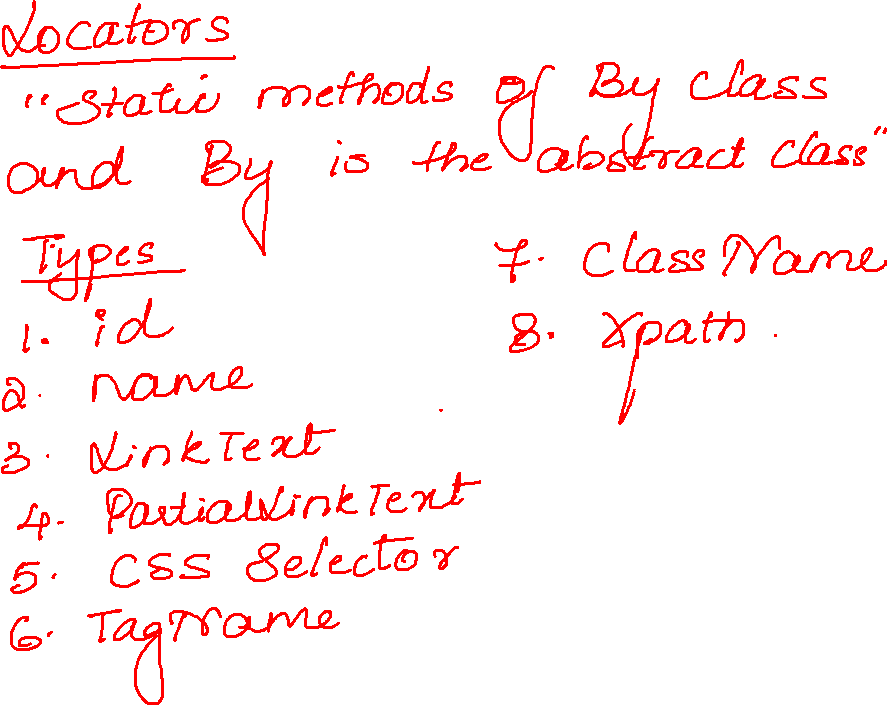 Locators
"Static methods of By class
and By is the abstract class"
Types
1. id
2. name
3. LinkText
4. PartialLinkText
5. CSS Selector
6. TagName
7. ClassName
8. Xpath.